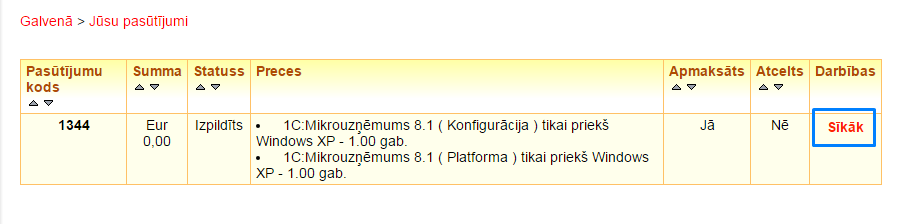 Galvenā > Jūsu pasūtījumi
Pasūtījumu kods
Summa
Statuss
Preces
Apmaksāts
Atcelts
Darbības
1344
Eur 0,00
Izpildīts
• 1C:Mikrouzņēmums 8.1 ( Konfigurācija ) tikai priekš
Windows XP - 1.00 gab.
• 1C:Mikrouzņēmums 8.1 ( Platforma ) tikai priekš Windows
XP - 1.00 gab.
Jā
Nē
Sīkāk